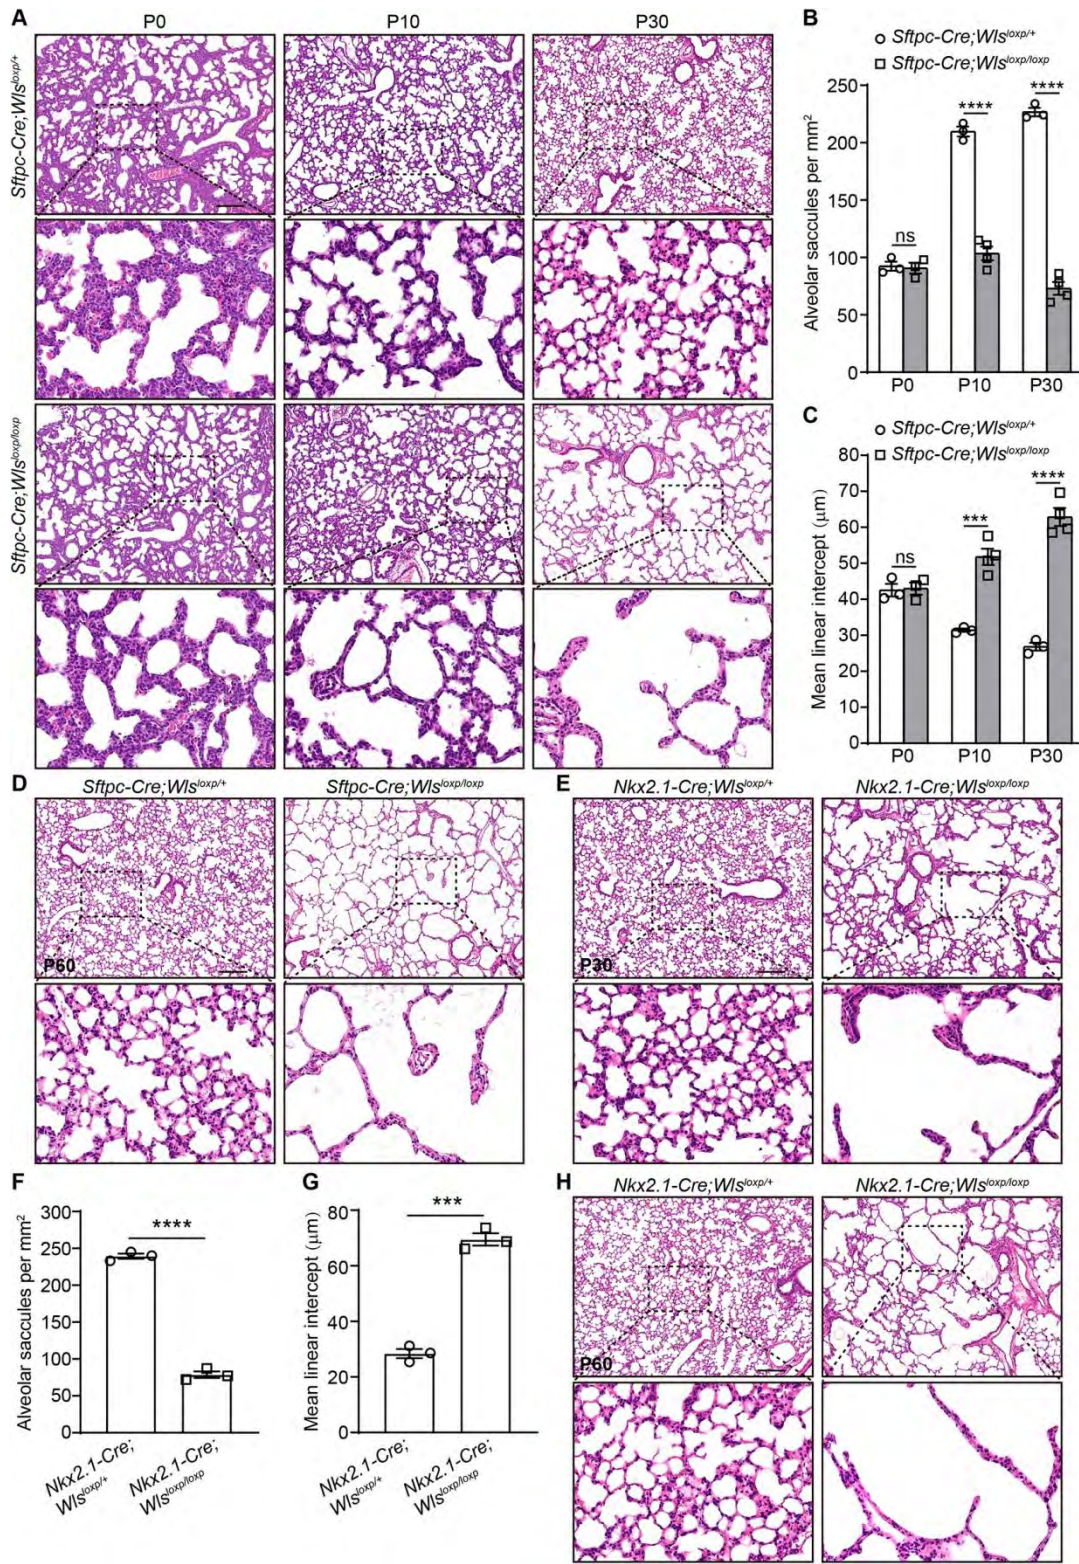 A
P0
P10
P30
Sftpc-Cre;Wls^loxp/+
Sftpc-Cre;Wls^loxp/loxp
B
Sftpc-Cre;Wls^loxp/+
Sftpc-Cre;Wls^loxp/loxp
Alveolar saccules per mm²
250
200
150
100
50
0
ns
****
****
P0
P10
P30
C
Sftpc-Cre;Wls^loxp/+
Sftpc-Cre;Wls^loxp/loxp
Mean linear intercept (μm)
80
70
60
50
40
30
20
10
0
ns
***
****
P0
P10
P30
D
Sftpc-Cre;Wls^loxp/+
Sftpc-Cre;Wls^loxp/loxp
P60
E
Nkx2.1-Cre;Wls^loxp/+
Nkx2.1-Cre;Wls^loxp/loxp
P30
F
Alveolar saccules per mm²
300
250
200
150
100
50
0
****
Nkx2.1-Cre;
Wls^loxp/+
Nkx2.1-Cre;
Wls^loxp/loxp
G
Mean linear intercept (μm)
80
60
40
20
0
***
Nkx2.1-Cre;
Wls^loxp/+
Nkx2.1-Cre;
Wls^loxp/loxp
H
Nkx2.1-Cre;Wls^loxp/+
Nkx2.1-Cre;Wls^loxp/loxp
P60